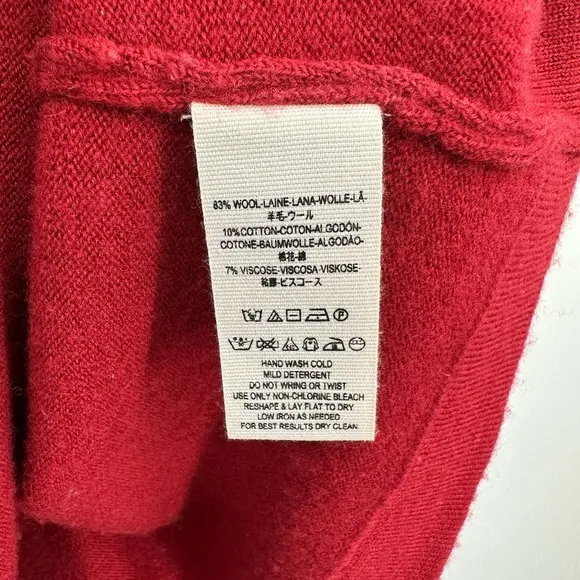 83% WOOL-LAINE-LANA-WOLLE-LÃ-
羊毛-ウール
10% COTTON-COTON-ALGODÓN-
COTONE-BAUMWOLLE-ALGODÃO-
棉花-綿
7% VISCOSE-VISCOSA-VISKOSE-
粘膠-ビスコース
HAND WASH COLD
MILD DETERGENT
DO NOT WRING OR TWIST
USE ONLY NON-CHLORINE BLEACH
RESHAPE & LAY FLAT TO DRY
LOW IRON AS NEEDED
FOR BEST RESULTS DRY CLEAN